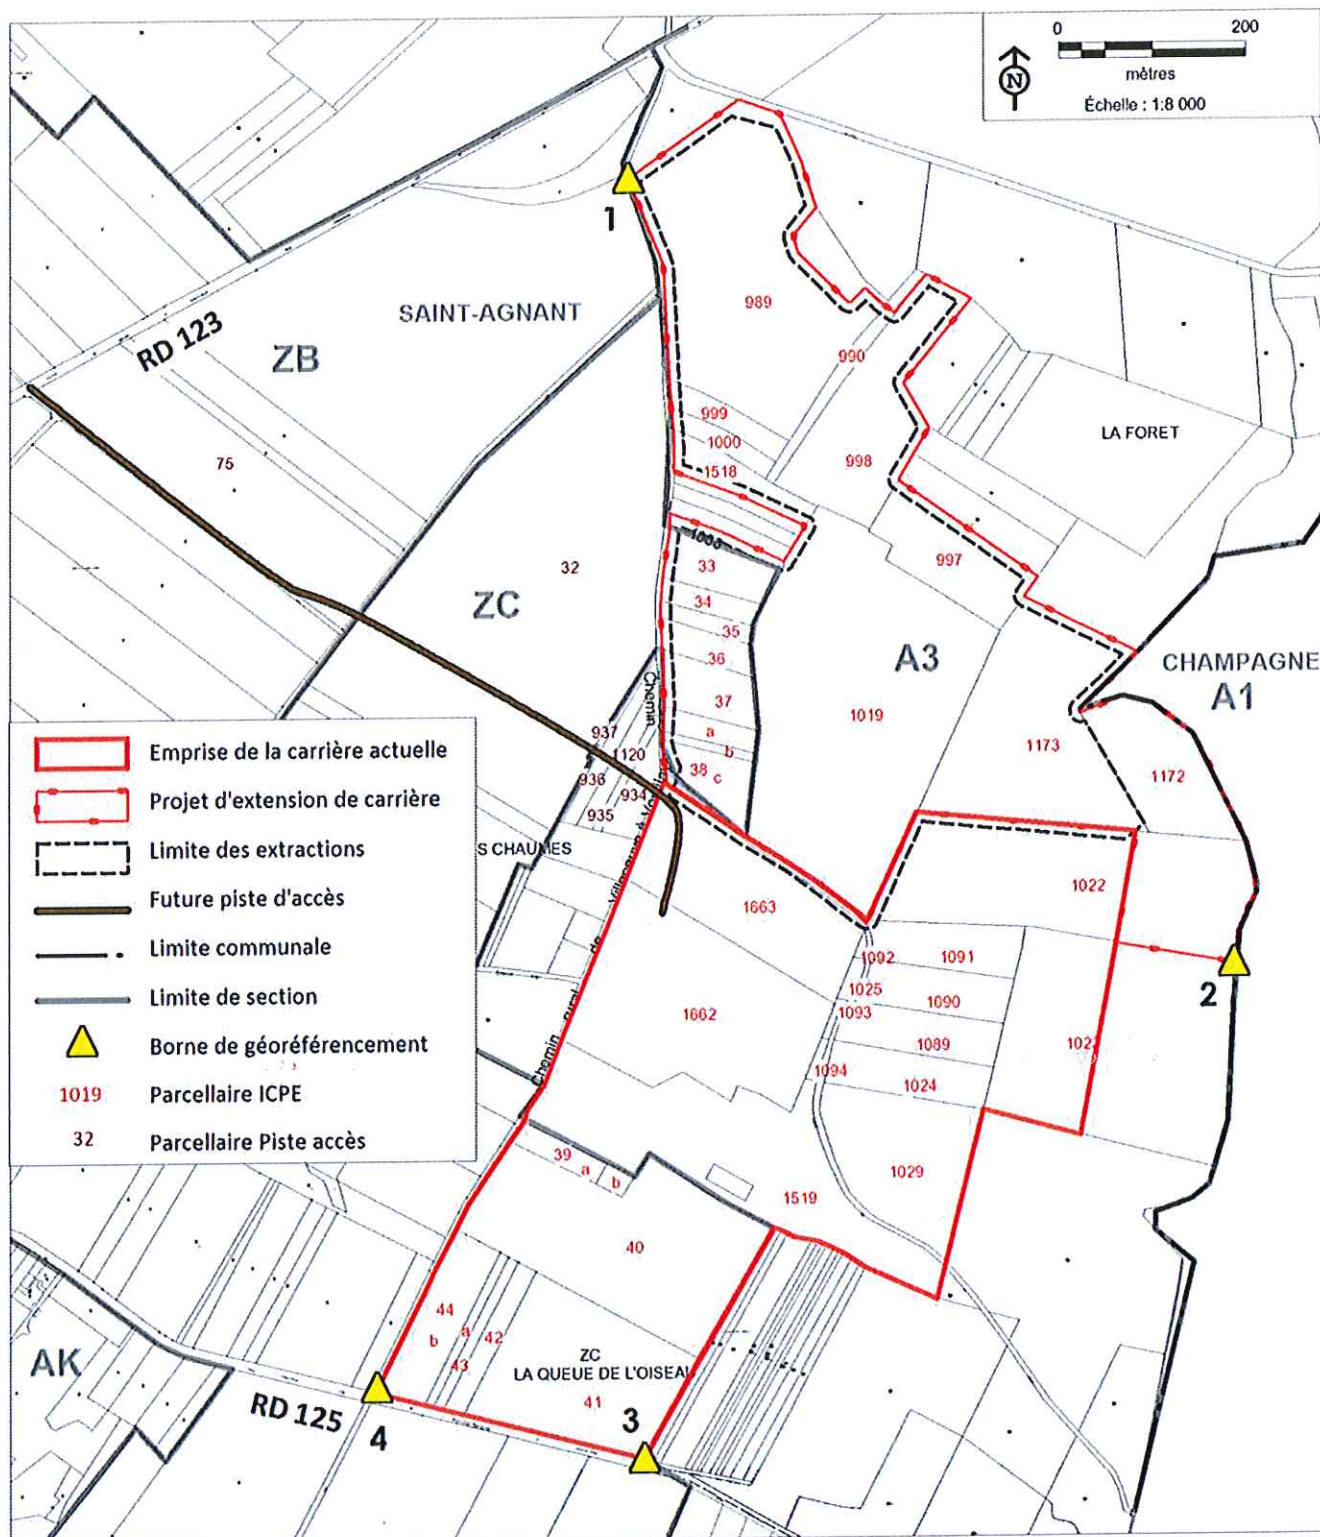 0 200
mètres
Échelle : 1:8 000
N
1
SAINT-AGNANT
RD 123
ZB
989
990
999
1000
1518
998
LA FORET
75
997
32
ZC
33
34
35
36
37
a
b
38 c
A3
1019
CHAMPAGNE
A1
1173
1172
Chemin
937
1120
936
934
935
S CHAUMES
Emprise de la carrière actuelle
Projet d'extension de carrière
Limite des extractions
Future piste d'accès
Limite communale
Limite de section
Borne de géoréférencement
1019 Parcellaire ICPE
32 Parcellaire Piste accès
1663
1022
1092
1091
1025
1090
1093
1662
1089
1094
1024
2
Chemin rural de
39
a
b
1029
1519
40
44
b
a
42
43
ZC
LA QUEUE DE L'OISEAU
41
AK
RD 125
4
3